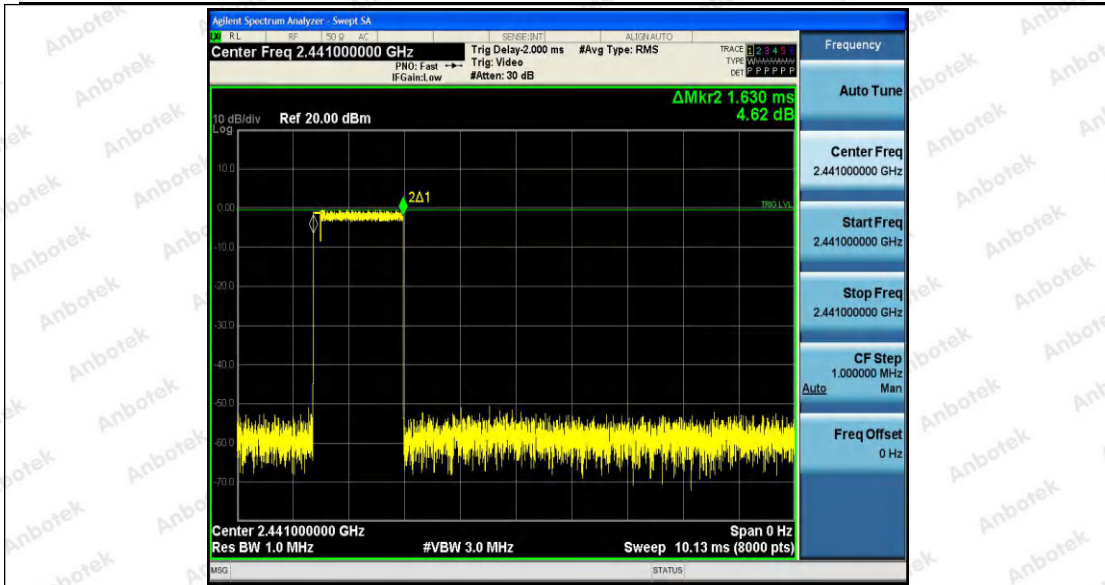 Agilent Spectrum Analyzer - Swept SA
RL RF 50 Ω AC SENSE:INT ALIGNAUTO
Center Freq 2.441000000 GHz
PNO: Fast
IFGain:Low
Trig Delay-2.000 ms
Trig: Video
#Atten: 30 dB
#Avg Type: RMS
TRACE 1 2 3 4 5 6
TYPE
DET P P P P P P
ΔMkr2 1.630 ms
4.62 dB
10 dB/div Ref 20.00 dBm
Log
10.0
0.00
-10.0
-20.0
-30.0
-40.0
-50.0
-60.0
-70.0
2Δ1
TRIG LVL
Center 2.441000000 GHz Span 0 Hz
Res BW 1.0 MHz #VBW 3.0 MHz Sweep 10.13 ms (8000 pts)
MSG STATUS
Frequency
Auto Tune
Center Freq
2.441000000 GHz
Start Freq
2.441000000 GHz
Stop Freq
2.441000000 GHz
CF Step
1.000000 MHz
Auto Man
Freq Offset
0 Hz
Anbotek